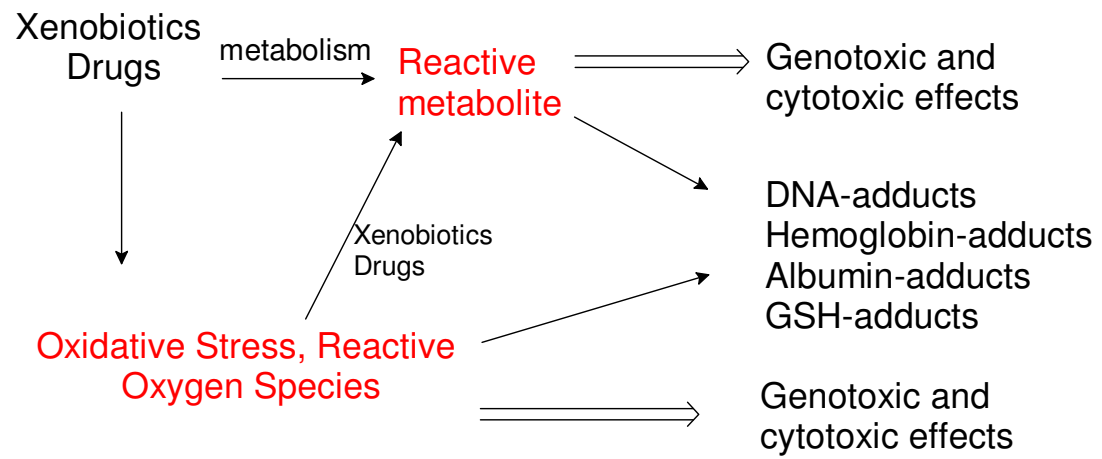 Xenobiotics
Drugs
metabolism
Reactive
metabolite
Genotoxic and
cytotoxic effects
DNA-adducts
Hemoglobin-adducts
Albumin-adducts
GSH-adducts
Xenobiotics
Drugs
Oxidative Stress, Reactive
Oxygen Species
Genotoxic and
cytotoxic effects